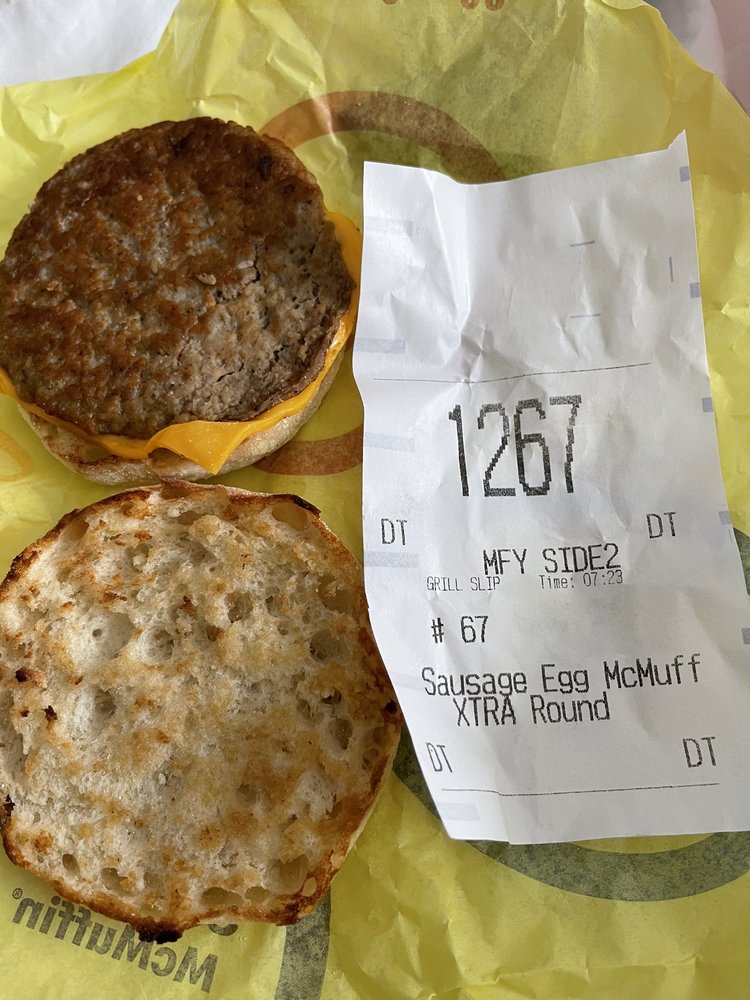 1267
DT DT
MFY SIDE2
GRILL SLIP Time: 07:23
# 67
Sausage Egg McMuff
XTRA Round
DT DT
McMuffin®